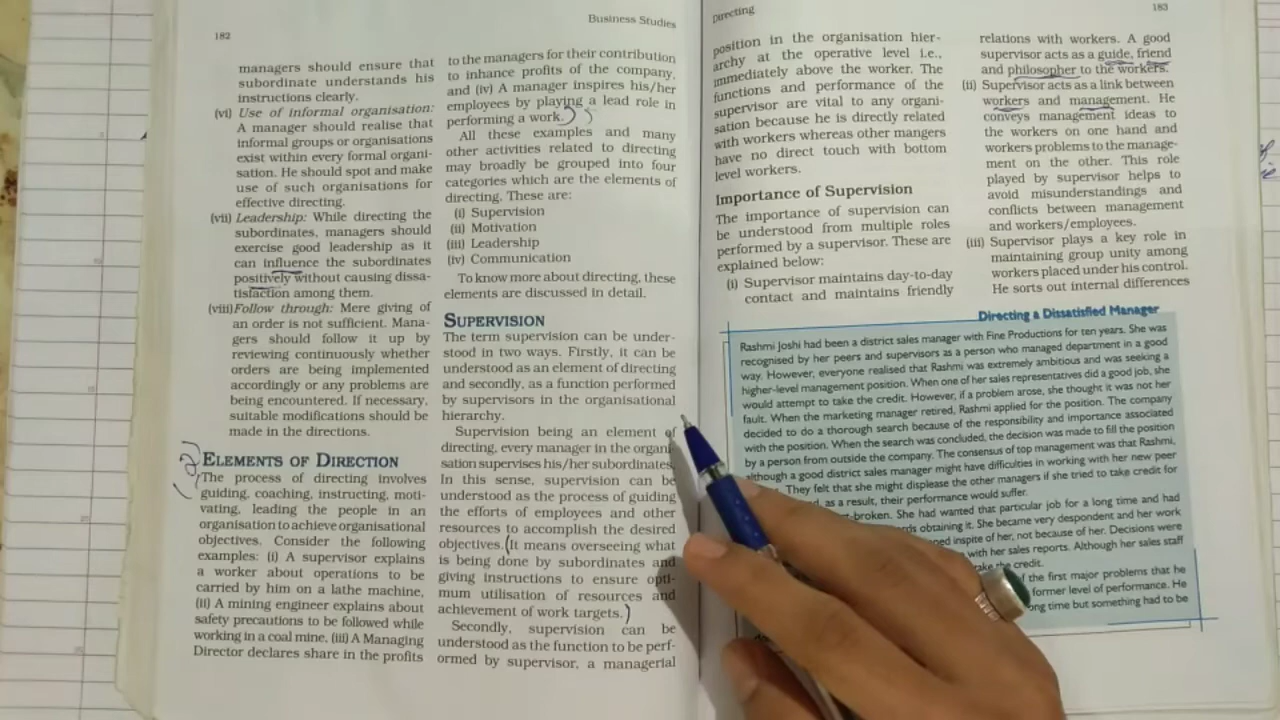 182
Business Studies
managers should ensure that
subordinate understands his
instructions clearly.
(vi) Use of informal organisation:
A manager should realise that
informal groups or organisations
exist within every formal organi-
sation. He should spot and make
use of such organisations for
effective directing.
(vii) Leadership: While directing the
subordinates, managers should
exercise good leadership as it
can influence the subordinates
positively without causing dissa-
tisfaction among them.
(viii) Follow through: Mere giving of
an order is not sufficient. Mana-
gers should follow it up by
reviewing continuously whether
orders are being implemented
accordingly or any problems are
being encountered. If necessary,
suitable modifications should be
made in the directions.
ELEMENTS OF DIRECTION
The process of directing involves
guiding, coaching, instructing, moti-
vating, leading the people in an
organisation to achieve organisational
objectives. Consider the following
examples: (i) A supervisor explains
a worker about operations to be
carried by him on a lathe machine,
(ii) A mining engineer explains about
safety precautions to be followed while
working in a coal mine, (iii) A Managing
Director declares share in the profits
to the managers for their contribution
to inhance profits of the company,
and (iv) A manager inspires his/her
employees by playing a lead role in
performing a work.
All these examples and many
other activities related to directing
may broadly be grouped into four
categories which are the elements of
directing. These are:
(i) Supervision
(ii) Motivation
(iii) Leadership
(iv) Communication
To know more about directing, these
elements are discussed in detail.
SUPERVISION
The term supervision can be under-
stood in two ways. Firstly, it can be
understood as an element of directing
and secondly, as a function performed
by supervisors in the organisational
hierarchy.
Supervision being an element of
directing, every manager in the organi-
sation supervises his/her subordinates.
In this sense, supervision can be
understood as the process of guiding
the efforts of employees and other
resources to accomplish the desired
objectives. It means overseeing what
is being done by subordinates and
giving instructions to ensure opti-
mum utilisation of resources and
achievement of work targets.
Secondly, supervision can be
understood as the function to be perf-
ormed by supervisor, a managerial
Directing
183
position in the organisation hier-
archy at the operative level i.e.,
immediately above the worker. The
functions and performance of the
supervisor are vital to any organi-
sation because he is directly related
with workers whereas other mangers
have no direct touch with bottom
level workers.
Importance of Supervision
The importance of supervision can
be understood from multiple roles
performed by a supervisor. These are
explained below:
(i) Supervisor maintains day-to-day
contact and maintains friendly
relations with workers. A good
supervisor acts as a guide, friend
and philosopher to the workers.
(ii) Supervisor acts as a link between
workers and management. He
conveys management ideas to
the workers on one hand and
workers problems to the manage-
ment on the other. This role
played by supervisor helps to
avoid misunderstandings and
conflicts between management
and workers/employees.
(iii) Supervisor plays a key role in
maintaining group unity among
workers placed under his control.
He sorts out internal differences
Directing a Dissatisfied Manager
Rashmi Joshi had been a district sales manager with Fine Productions for ten years. She was
recognised by her peers and supervisors as a person who managed department in a good
way. However, everyone realised that Rashmi was extremely ambitious and was seeking a
higher-level management position. When one of her sales representatives did a good job, she
would attempt to take the credit. However, if a problem arose, she thought it was not her
fault. When the marketing manager retired, Rashmi applied for the position. The company
decided to do a thorough search because of the responsibility and importance associated
with the position. When the search was concluded, the decision was made to fill the position
by a person from outside the company. The consensus of top management was that Rashmi,
although a good district sales manager might have difficulties in working with her new peer
They felt that she might displease the other managers if she tried to take credit for
as a result, their performance would suffer.
-broken. She had wanted that particular job for a long time and had
obtaining it. She became very despondent and her work
inspite of her, not because of her. Decisions were
with her sales reports. Although her sales staff
the credit.
the first major problems that he
former level of performance. He
time but something had to be